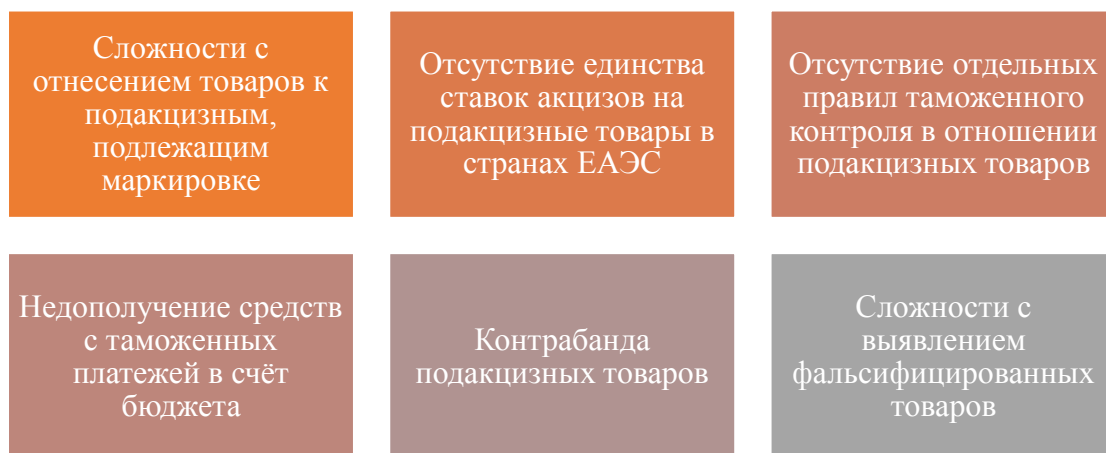 Сложности с
отнесением товаров к
подакцизным,
подлежащим
маркировке
Отсутствие единства
ставок акцизов на
подакцизные товары в
странах ЕАЭС
Отсутствие отдельных
правил таможенного
контроля в отношении
подакцизных товаров
Недополучение средств
с таможенных
платежей в счёт
бюджета
Контрабанда
подакцизных товаров
Сложности с
выявлением
фальсифицированных
товаров